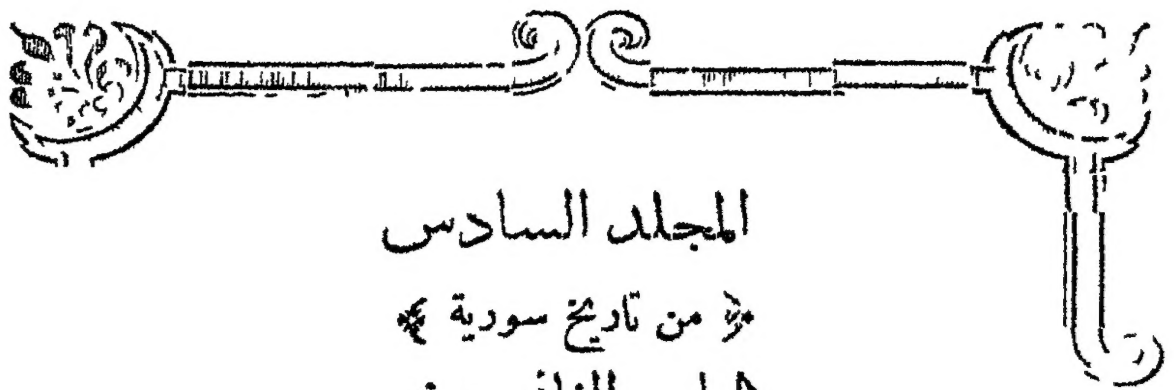 المجلد السادس
﴿ من تاريخ سورية ﴾